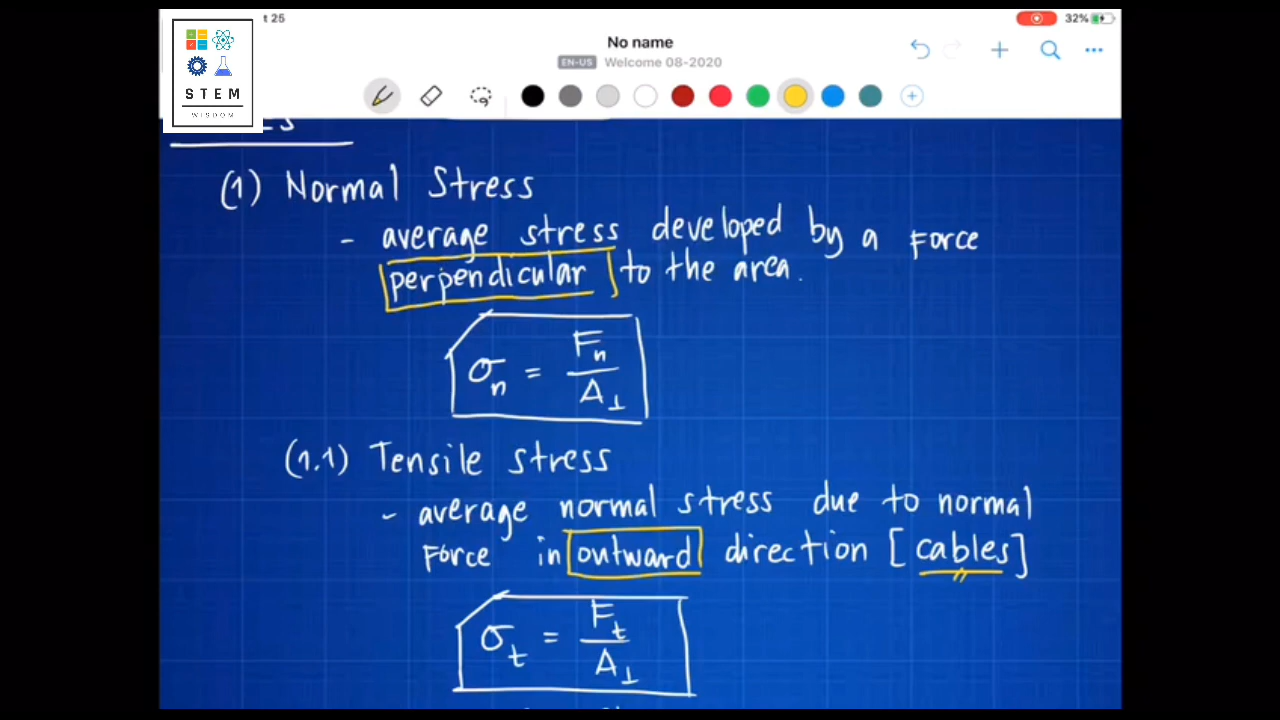 t 25
32%
STEM
WISDOM
No name
EN-US Welcome 08-2020
(1) Normal Stress
- average stress developed by a Force
perpendicular to the area.
σn = Fn / A⊥
(1.1) Tensile stress
- average normal stress due to normal
Force in outward direction [cables]
σt = Ft / A⊥